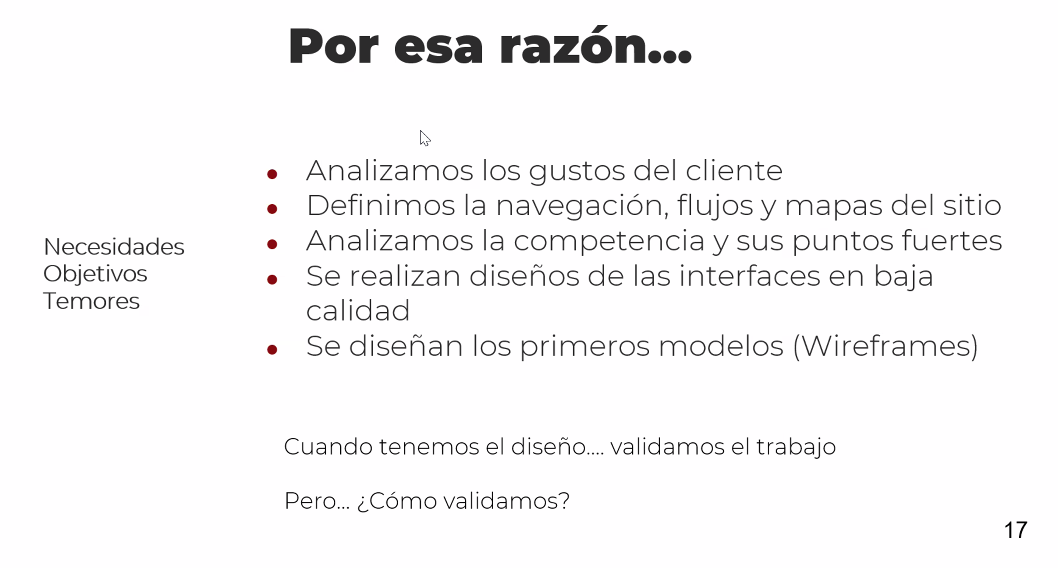 Por esa razón...
Necesidades
Objetivos
Temores
● Analizamos los gustos del cliente
● Definimos la navegación, flujos y mapas del sitio
● Analizamos la competencia y sus puntos fuertes
● Se realizan diseños de las interfaces en baja
calidad
● Se diseñan los primeros modelos (Wireframes)
Cuando tenemos el diseño.... validamos el trabajo
Pero... ¿Cómo validamos?
17